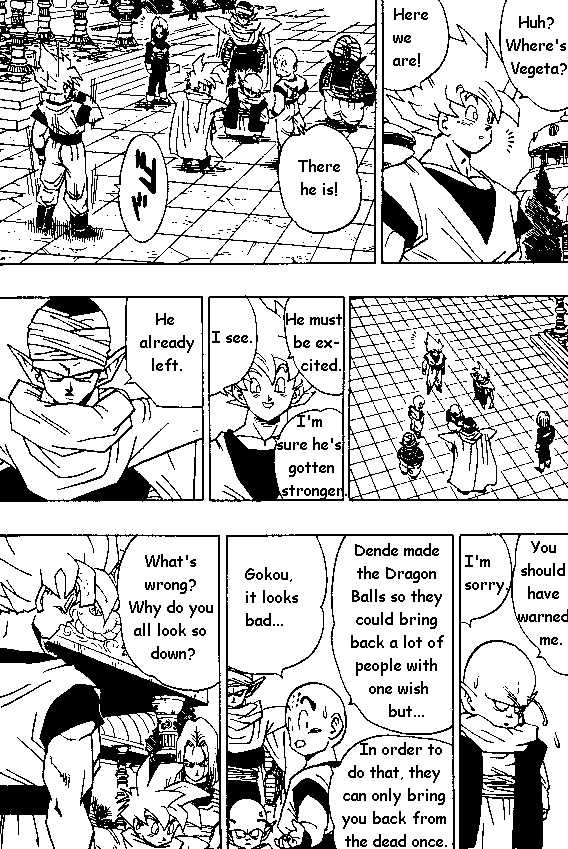 There
he is!
Here
we
are!
Huh?
Where's
Vegeta?
He
already
left.
I see.
He must
be ex-
cited.
I'm
sure he's
gotten
stronger.
What's
wrong?
Why do you
all look so
down?
Gokou,
it looks
bad...
Dende made
the Dragon
Balls so they
could bring
back a lot of
people with
one wish
but...
In order to
do that, they
can only bring
you back from
the dead once.
I'm
sorry.
You
should
have
warned
me.